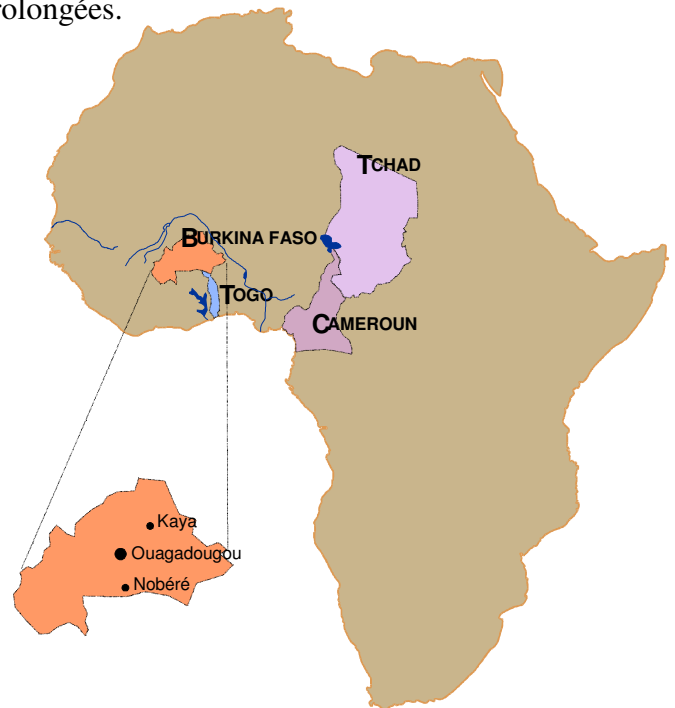 rolongées.
TCHAD
BURKINA FASO
TOGO
CAMEROUN
Kaya
Ouagadougou
Nobéré